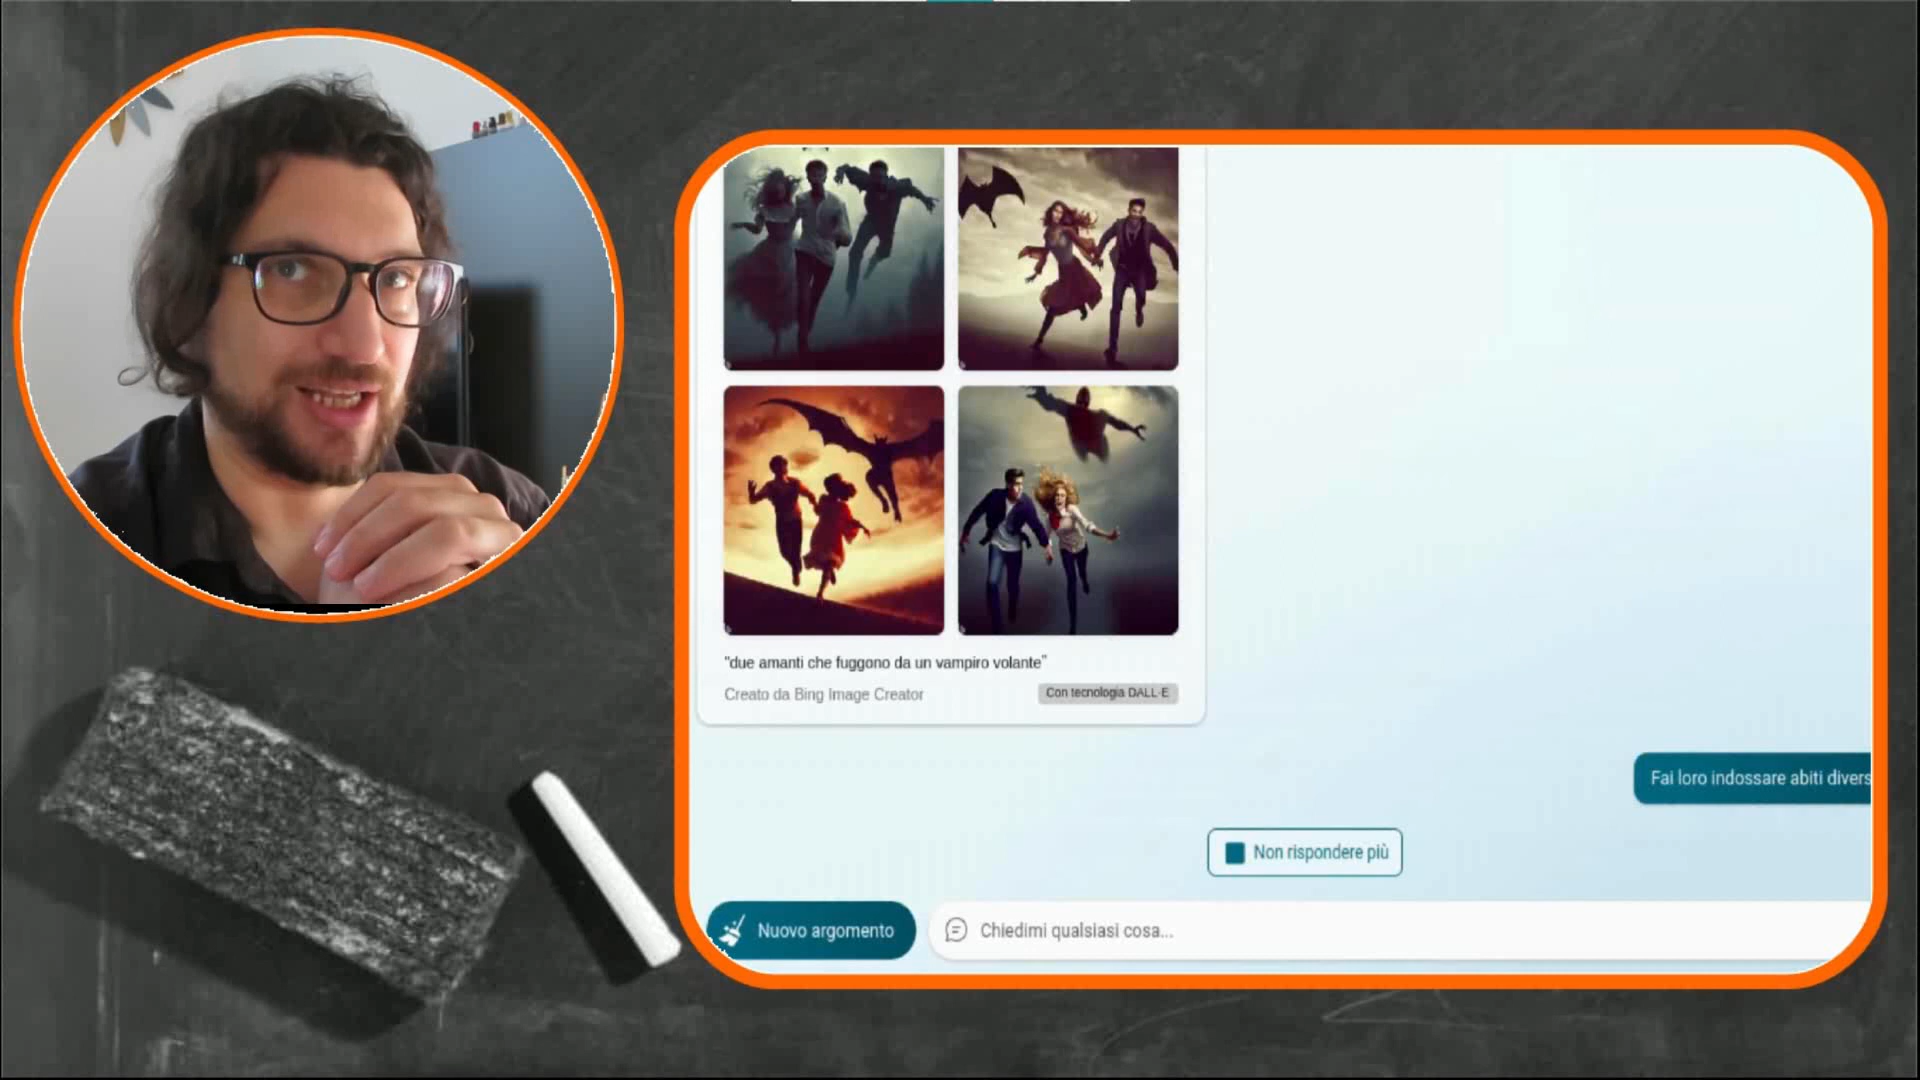 "due amanti che fuggono da un vampiro volante"
Creato da Bing Image Creator
Con tecnologia DALL·E
Fai loro indossare abiti divers
Non rispondere più
Nuovo argomento
Chiedimi qualsiasi cosa...